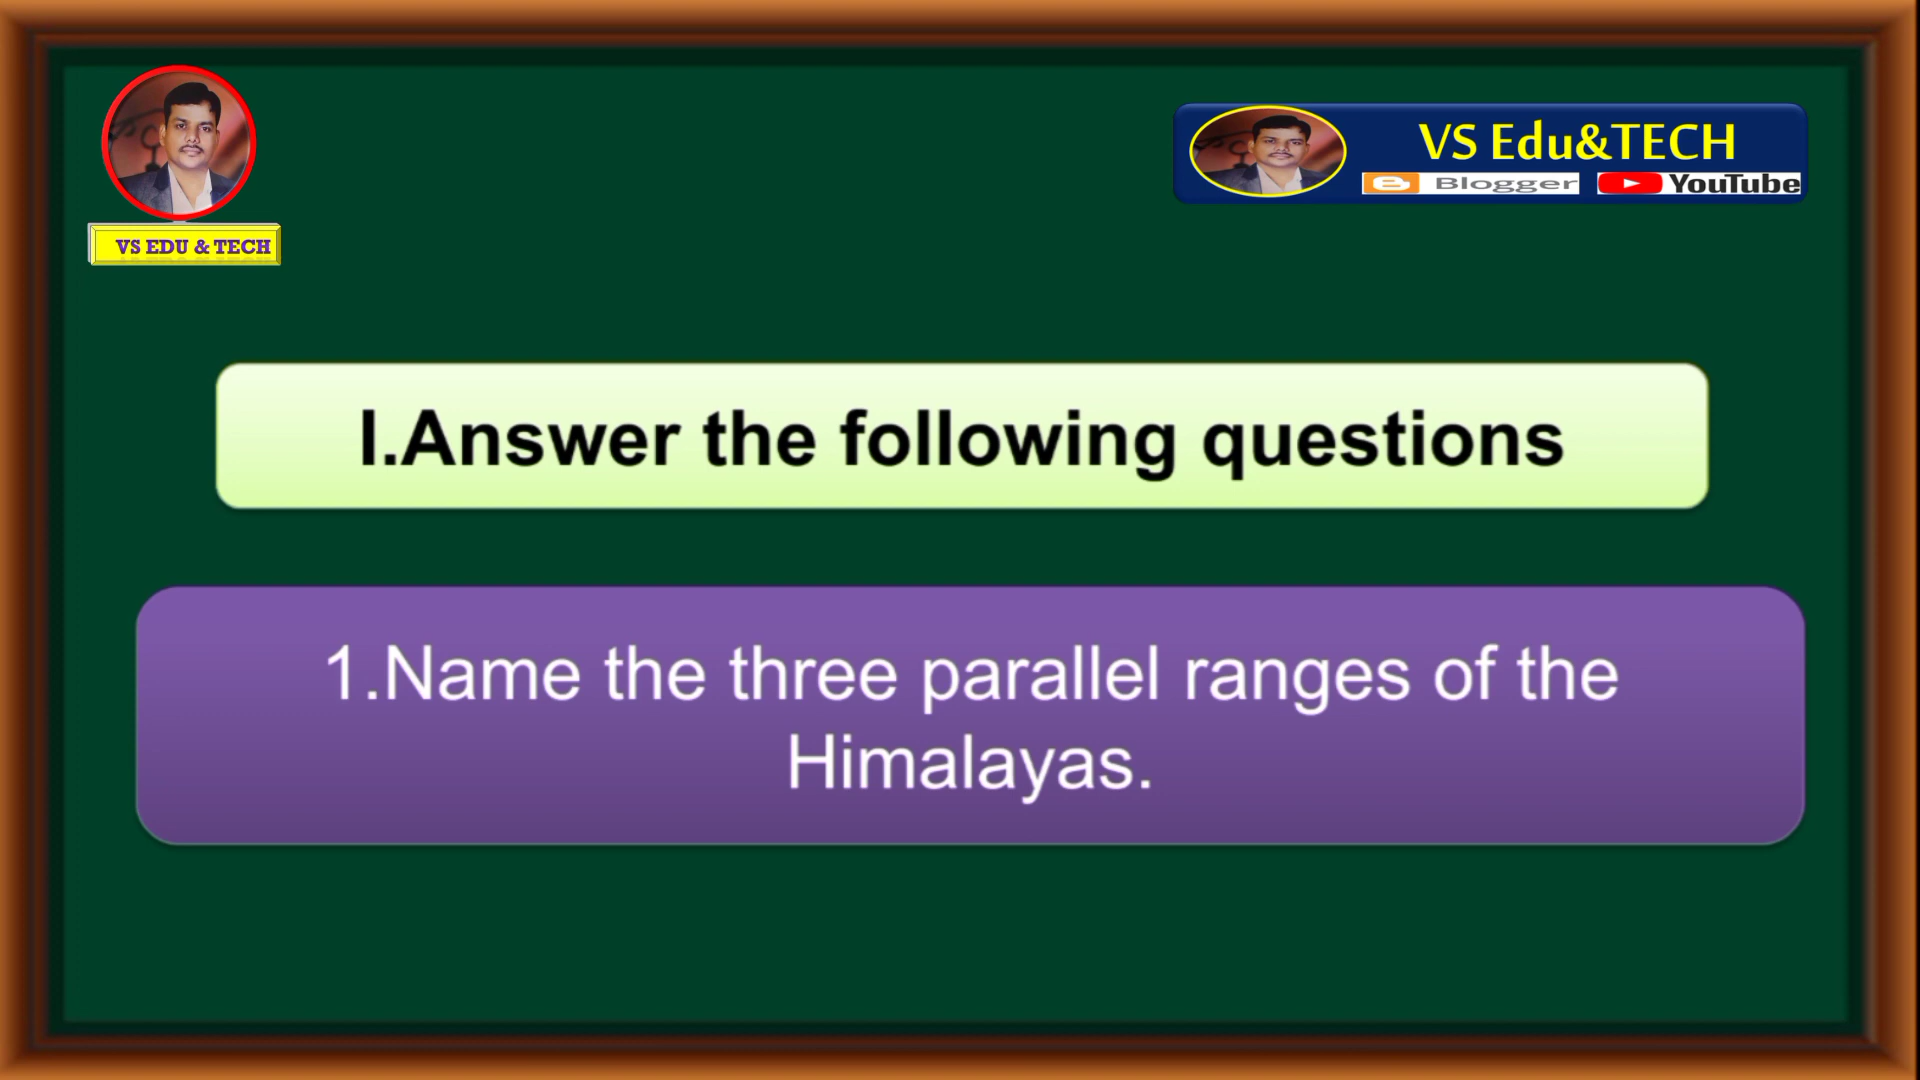 VS Edu&TECH
Blogger YouTube
VS EDU & TECH
I.Answer the following questions
1.Name the three parallel ranges of the
Himalayas.